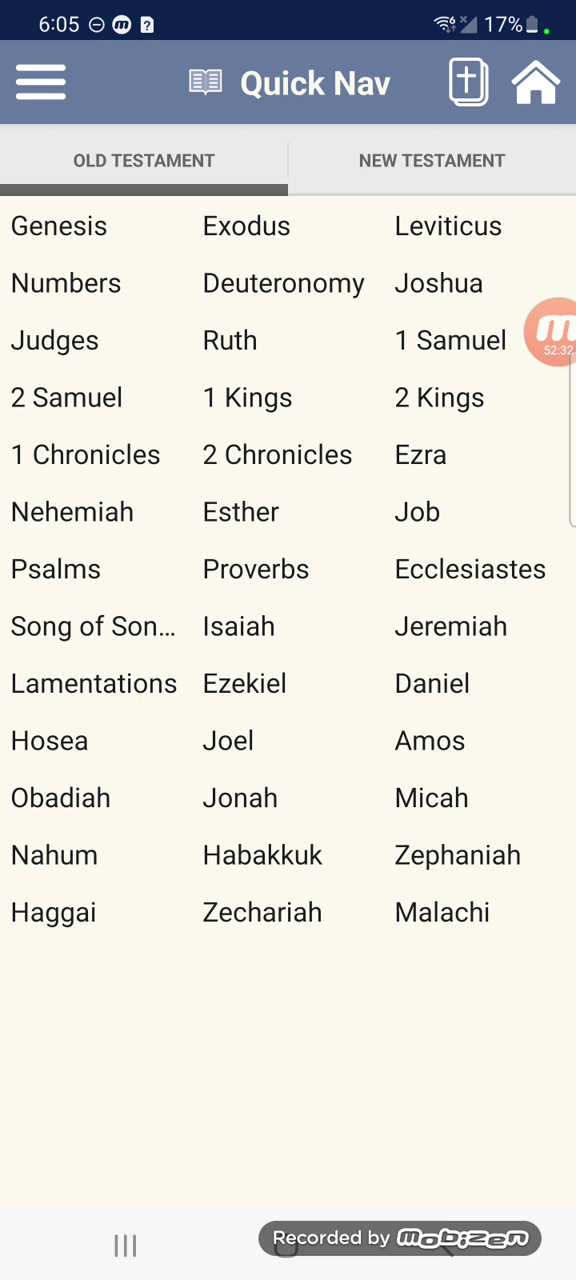 6:05 17%
Quick Nav
OLD TESTAMENT NEW TESTAMENT
Genesis Exodus Leviticus
Numbers Deuteronomy Joshua
Judges Ruth 1 Samuel
52:32
2 Samuel 1 Kings 2 Kings
1 Chronicles 2 Chronicles Ezra
Nehemiah Esther Job
Psalms Proverbs Ecclesiastes
Song of Son... Isaiah Jeremiah
Lamentations Ezekiel Daniel
Hosea Joel Amos
Obadiah Jonah Micah
Nahum Habakkuk Zephaniah
Haggai Zechariah Malachi
Recorded by mobizen